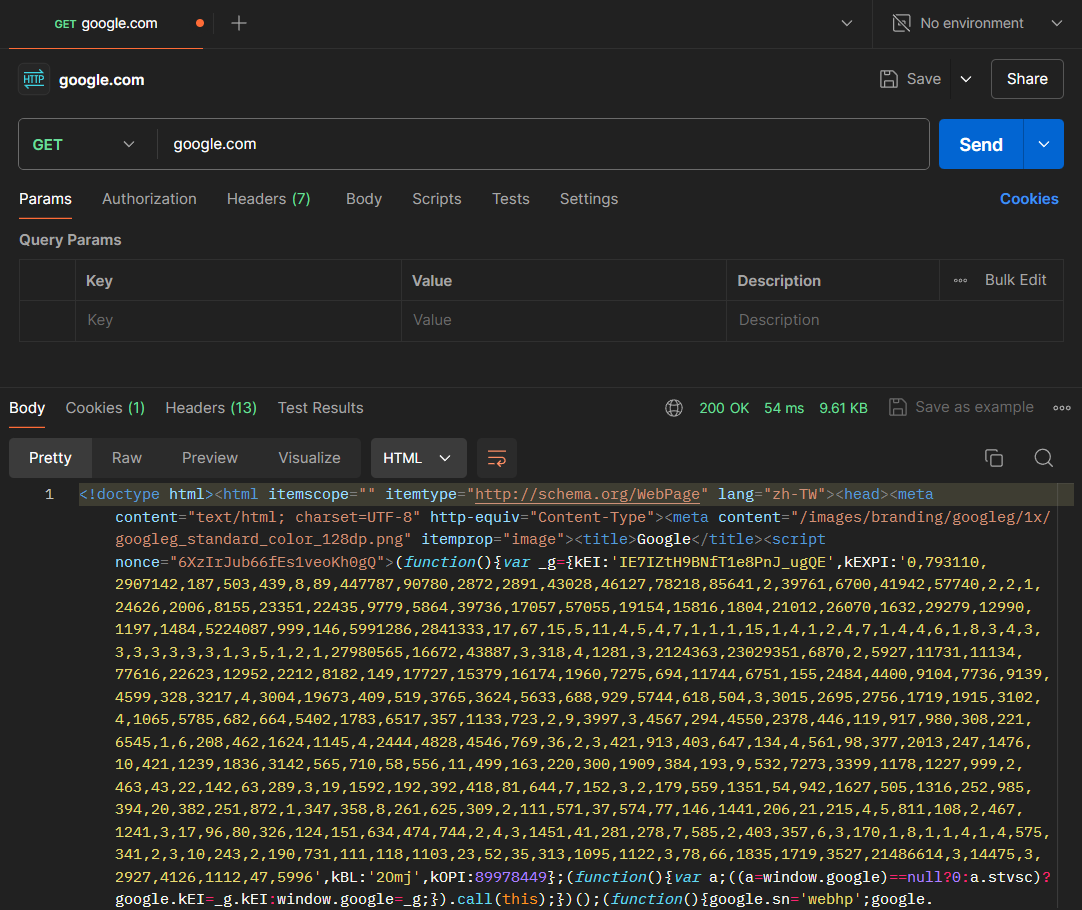 GET google.com
No environment
HTTP google.com Save Share
GET google.com Send
Params Authorization Headers (7) Body Scripts Tests Settings Cookies
Query Params
Key Value Description Bulk Edit
Key Value Description
Body Cookies (1) Headers (13) Test Results 200 OK 54 ms 9.61 KB Save as example
Pretty Raw Preview Visualize HTML
1 <!doctype html><html itemscope="" itemtype="http://schema.org/WebPage" lang="zh-TW"><head><meta
content="text/html; charset=UTF-8" http-equiv="Content-Type"><meta content="/images/branding/googleg/1x/
googleg_standard_color_128dp.png" itemprop="image"><title>Google</title><script
nonce="6XzIrJub66fEs1veoKh0gQ">(function(){var _g={kEI:'IE7IZtH9BNfT1e8PnJ_ugQE',kEXPI:'0,793110,
2907142,187,503,439,8,89,447787,90780,2872,2891,43028,46127,78218,85641,2,39761,6700,41942,57740,2,2,1,
24626,2006,8155,23351,22435,9779,5864,39736,17057,57055,19154,15816,1804,21012,26070,1632,29279,12990,
1197,1484,5224087,999,146,5991286,2841333,17,67,15,5,11,4,5,4,7,1,1,1,15,1,4,1,2,4,7,1,4,4,6,1,8,3,4,3,
3,3,3,3,3,3,1,3,5,1,2,1,27980565,16672,43887,3,318,4,1281,3,2124363,23029351,6870,2,5927,11731,11134,
77616,22623,12952,2212,8182,149,17727,15379,16174,1960,7275,694,11744,6751,155,2484,4400,9104,7736,9139,
4599,328,3217,4,3004,19673,409,519,3765,3624,5633,688,929,5744,618,504,3,3015,2695,2756,1719,1915,3102,
4,1065,5785,682,664,5402,1783,6517,357,1133,723,2,9,3997,3,4567,294,4550,2378,446,119,917,980,308,221,
6545,1,6,208,462,1624,1145,4,2444,4828,4546,769,36,2,3,421,913,403,647,134,4,561,98,377,2013,247,1476,
10,421,1239,1836,3142,565,710,58,556,11,499,163,220,300,1909,384,193,9,532,7273,3399,1178,1227,999,2,
463,43,22,142,63,289,3,19,1592,192,392,418,81,644,7,152,3,2,179,559,1351,54,942,1627,505,1316,252,985,
394,20,382,251,872,1,347,358,8,261,625,309,2,111,571,37,574,77,146,1441,206,21,215,4,5,811,108,2,467,
1241,3,17,96,80,326,124,151,634,474,744,2,4,3,1451,41,281,278,7,585,2,403,357,6,3,170,1,8,1,1,4,1,4,575,
341,2,3,10,243,2,190,731,111,118,1103,23,52,35,313,1095,1122,3,78,66,1835,1719,3527,21486614,3,14475,3,
2927,4126,1112,47,5996',kBL:'2Omj',kOPI:89978449};(function(){var a;((a=window.google)==null?0:a.stvsc)?
google.kEI=_g.kEI:window.google=_g;}).call(this);})();(function(){google.sn='webhp';google.